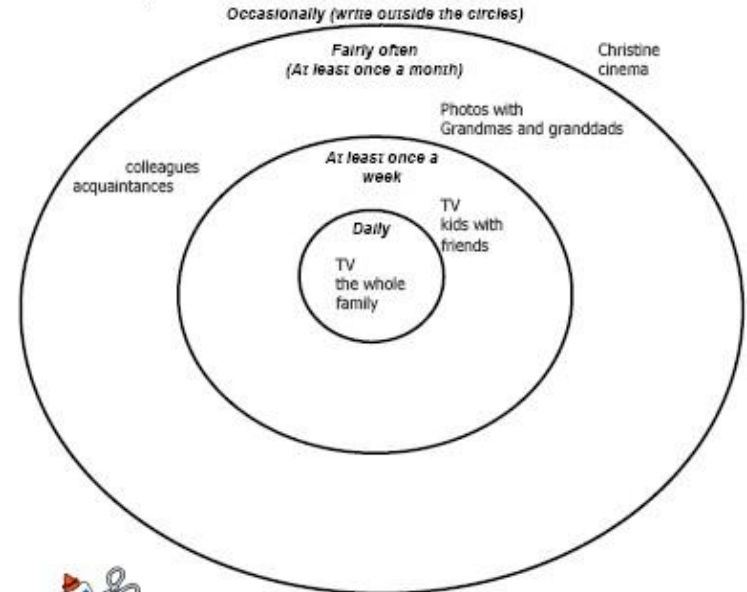 Occasionally (write outside the circles)
Fairly often
(At least once a month)
Christine
cinema
Photos with
Grandmas and granddads
colleagues
acquaintances
At least once a
week
TV
kids with
friends
Daily
TV
the whole
family